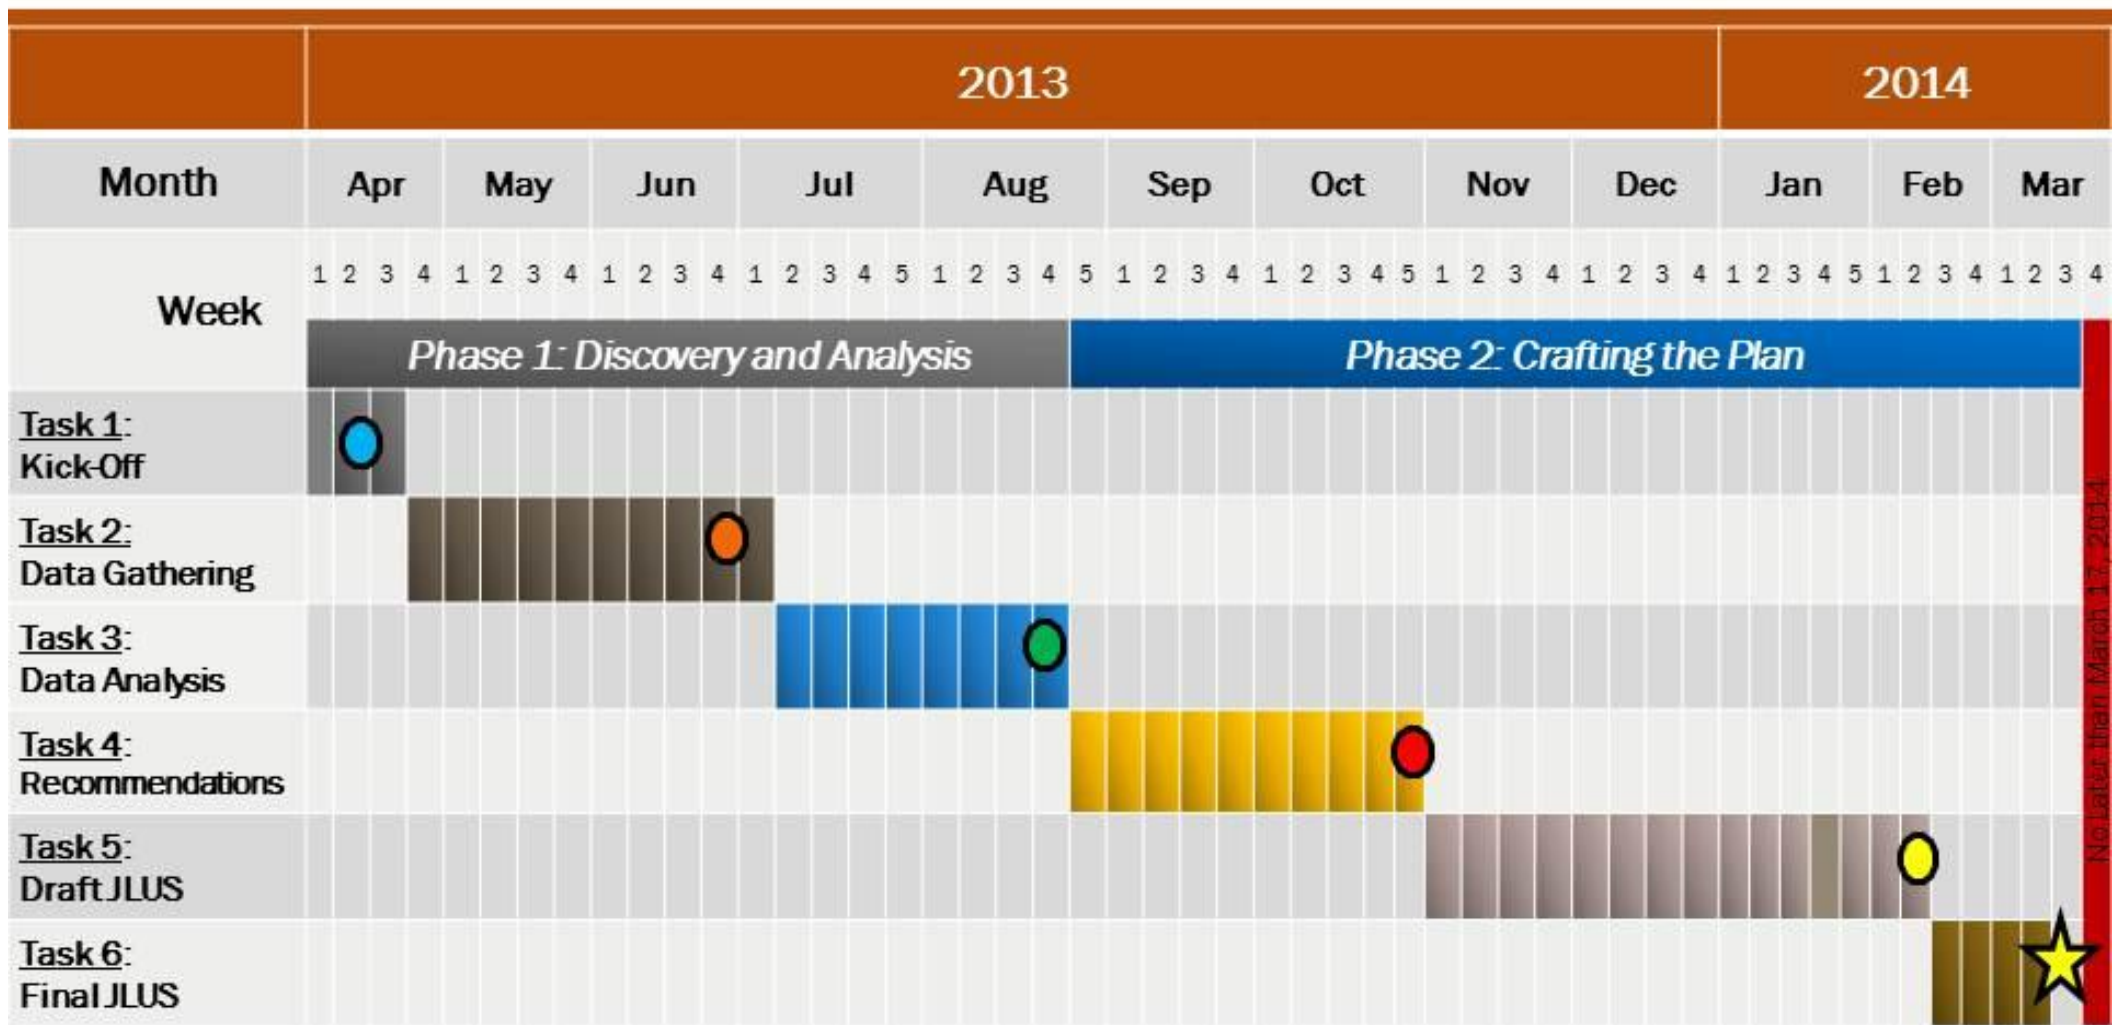 2013 2014
Month Apr May Jun Jul Aug Sep Oct Nov Dec Jan Feb Mar
1 2 3 4 1 2 3 4 1 2 3 4 1 2 3 4 5 1 2 3 4 5 1 2 3 4 1 2 3 4 5 1 2 3 4 1 2 3 4 1 2 3 4 5 1 2 3 4 1 2 3 4
Week
Phase 1: Discovery and Analysis Phase 2: Crafting the Plan
Task 1:
Kick-Off
Task 2:
Data Gathering
Task 3:
Data Analysis
Task 4:
Recommendations
Task 5:
Draft JLUS
Task 6:
Final JLUS
No Later than March 17, 2014